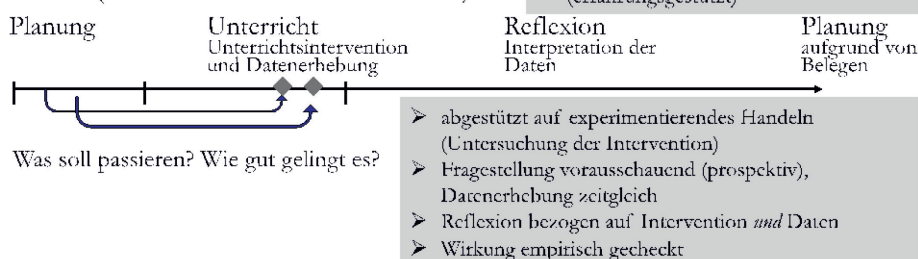 (erfahrungsgestützt)
Planung Unterricht Reflexion Planung
Unterrichtsintervention Interpretation der aufgrund von
und Datenerhebung Daten Belegen
Was soll passieren? Wie gut gelingt es?
➢ abgestützt auf experimentierendes Handeln
(Untersuchung der Intervention)
➢ Fragestellung vorausschauend (prospektiv),
Datenerhebung zeitgleich
➢ Reflexion bezogen auf Intervention und Daten
➢ Wirkung empirisch gecheckt